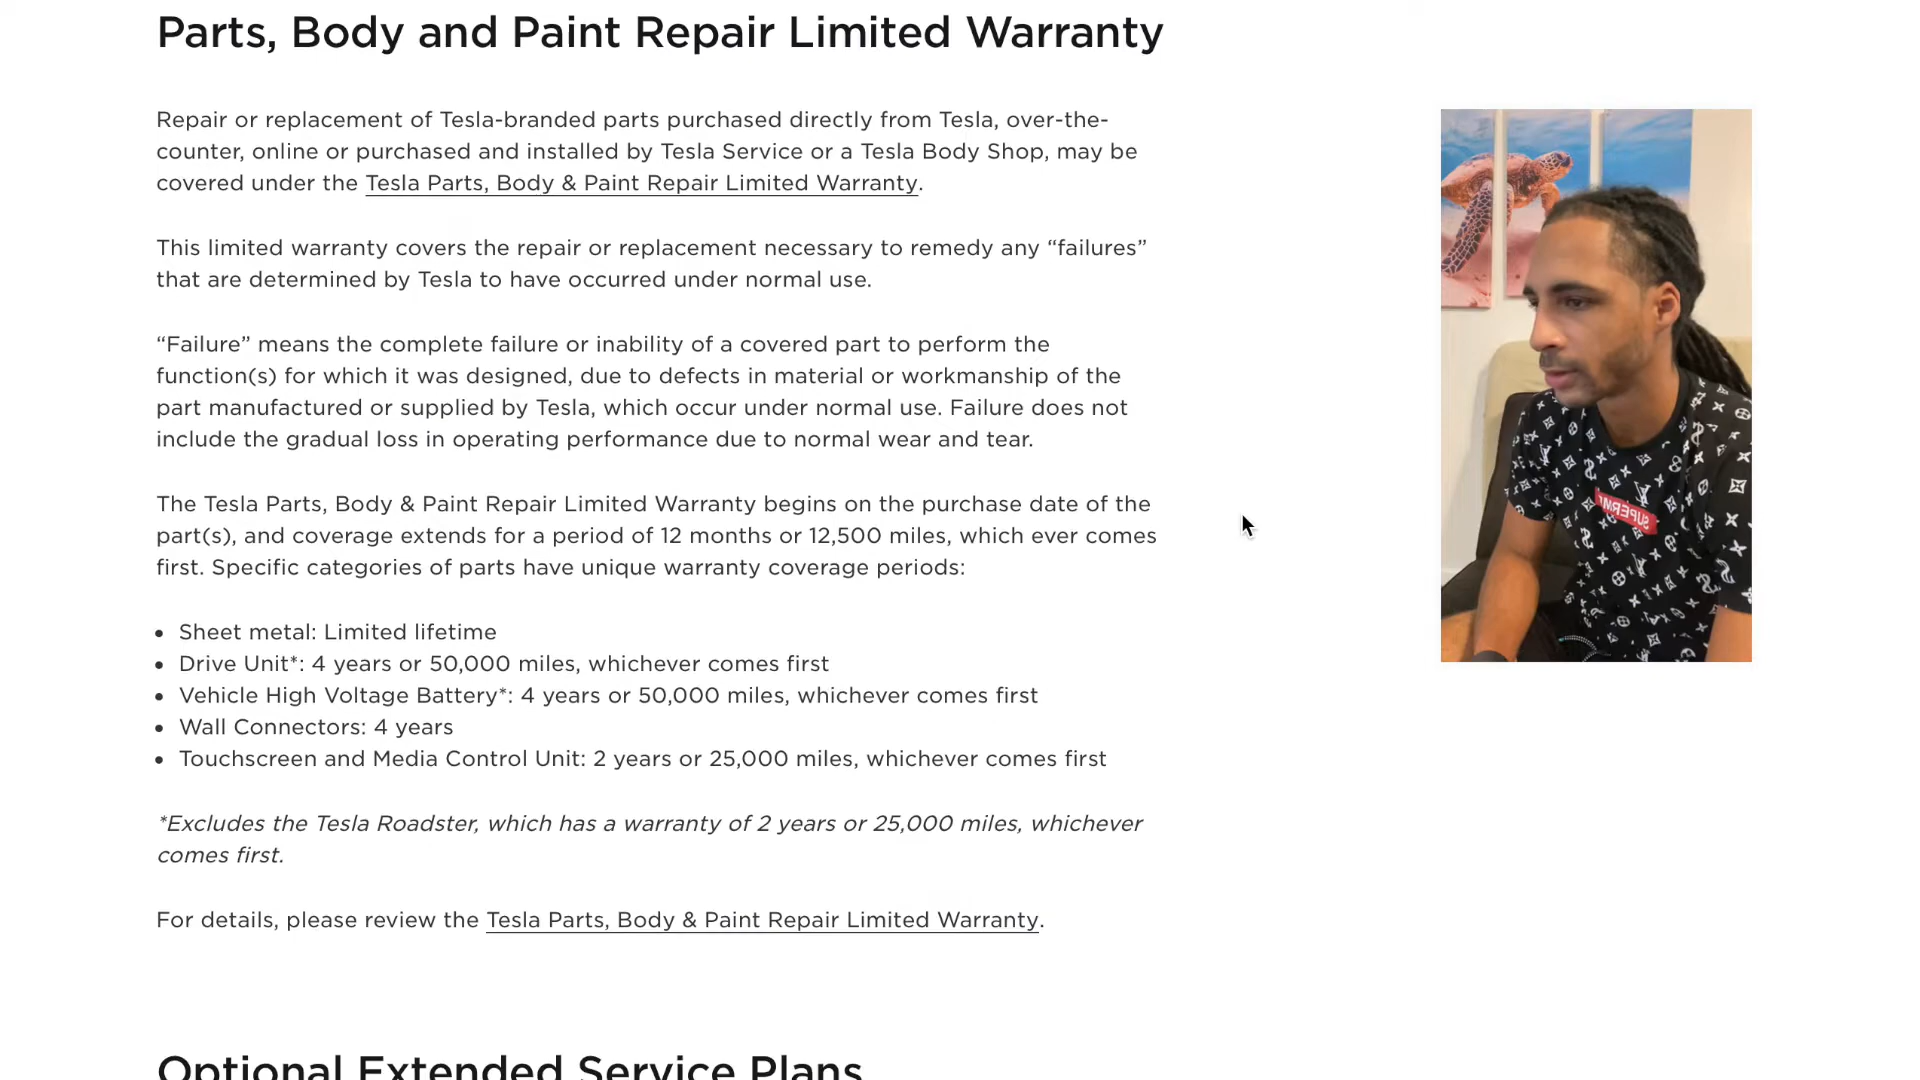 Parts, Body and Paint Repair Limited Warranty
Repair or replacement of Tesla-branded parts purchased directly from Tesla, over-the-
counter, online or purchased and installed by Tesla Service or a Tesla Body Shop, may be
covered under the Tesla Parts, Body & Paint Repair Limited Warranty.
This limited warranty covers the repair or replacement necessary to remedy any “failures”
that are determined by Tesla to have occurred under normal use.
“Failure” means the complete failure or inability of a covered part to perform the
function(s) for which it was designed, due to defects in material or workmanship of the
part manufactured or supplied by Tesla, which occur under normal use. Failure does not
include the gradual loss in operating performance due to normal wear and tear.
The Tesla Parts, Body & Paint Repair Limited Warranty begins on the purchase date of the
part(s), and coverage extends for a period of 12 months or 12,500 miles, which ever comes
first. Specific categories of parts have unique warranty coverage periods:
• Sheet metal: Limited lifetime
• Drive Unit*: 4 years or 50,000 miles, whichever comes first
• Vehicle High Voltage Battery*: 4 years or 50,000 miles, whichever comes first
• Wall Connectors: 4 years
• Touchscreen and Media Control Unit: 2 years or 25,000 miles, whichever comes first
*Excludes the Tesla Roadster, which has a warranty of 2 years or 25,000 miles, whichever
comes first.
For details, please review the Tesla Parts, Body & Paint Repair Limited Warranty.
Optional Extended Service Plans